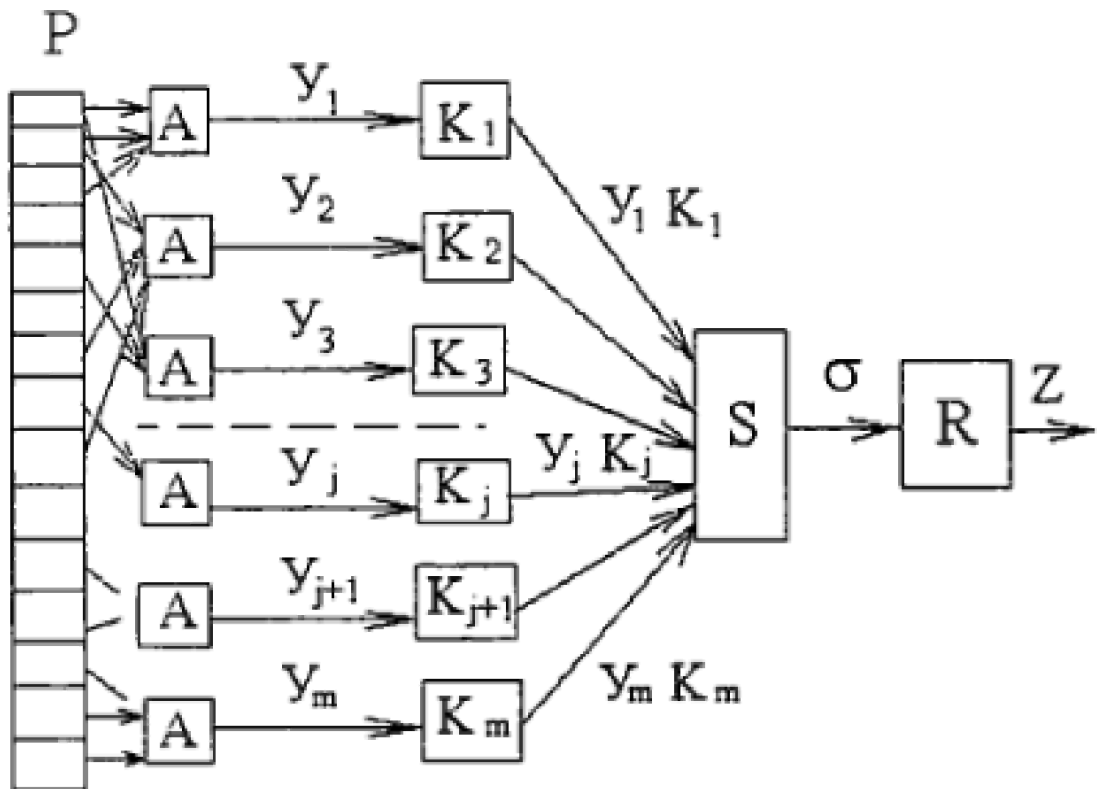 P
A y₁ K₁
y₁ K₁
A y₂ K₂
A y₃ K₃
S σ R Z
A yⱼ Kⱼ yⱼ Kⱼ
A yⱼ₊₁ Kⱼ₊₁
A yₘ Kₘ yₘ Kₘ